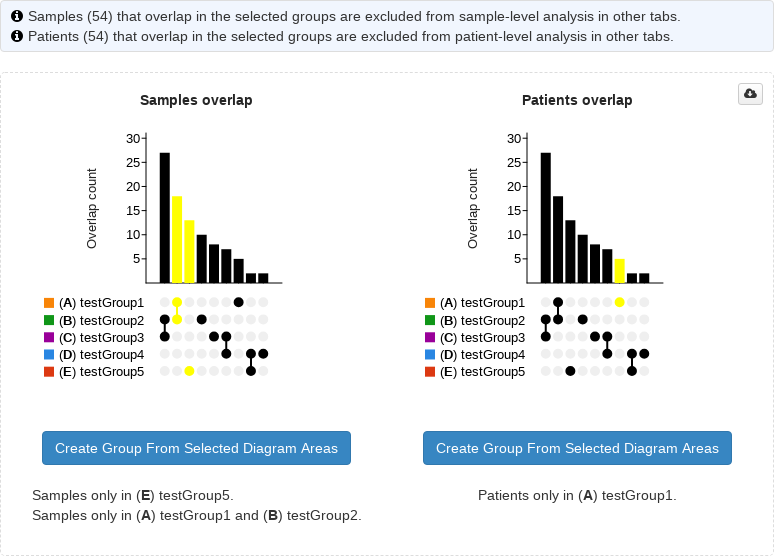 Samples (54) that overlap in the selected groups are excluded from sample-level analysis in other tabs.
Patients (54) that overlap in the selected groups are excluded from patient-level analysis in other tabs.
Samples overlap
30
25
20
15
10
5
Overlap count
(A) testGroup1
(B) testGroup2
(C) testGroup3
(D) testGroup4
(E) testGroup5
Create Group From Selected Diagram Areas
Samples only in (E) testGroup5.
Samples only in (A) testGroup1 and (B) testGroup2.
Patients overlap
30
25
20
15
10
5
Overlap count
(A) testGroup1
(B) testGroup2
(C) testGroup3
(D) testGroup4
(E) testGroup5
Create Group From Selected Diagram Areas
Patients only in (A) testGroup1.